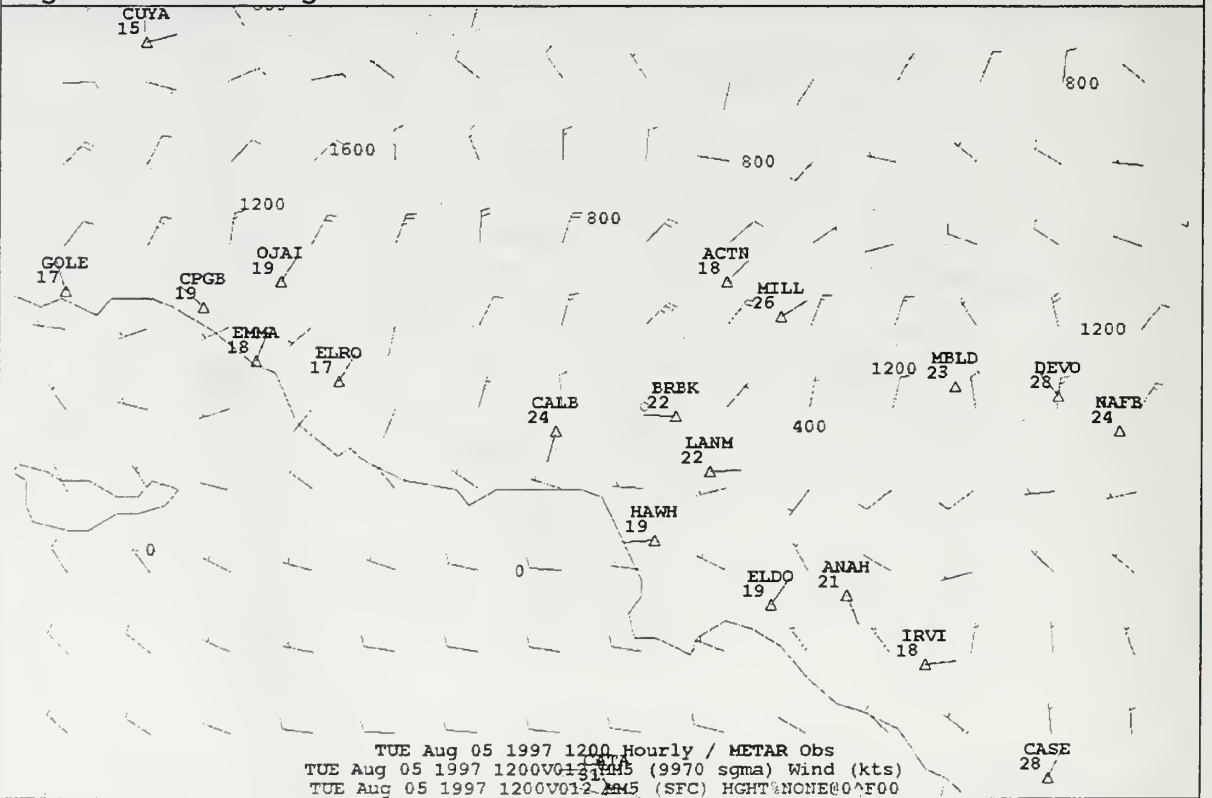 CUYA
15
800
1600
800
1200
800
OJAI
19
ACTN
18
GOLE
17
CPGB
19
MILL
26
EMMA
18
1200
ELRO
17
MBLD
23
1200
DEVO
28
BRBK
22
CALB
24
NAFB
24
400
LANM
22
HAWH
19
0
0
ELDO
19
ANAH
21
IRVI
18
TUE Aug 05 1997 1200 Hourly / METAR Obs
CATA
31
CASE
28
TUE Aug 05 1997 1200V012 MM5 (9970 sgma) Wind (kts)
TUE Aug 05 1997 1200V012 MM5 (SFC) HGHT%NONE@0^F00